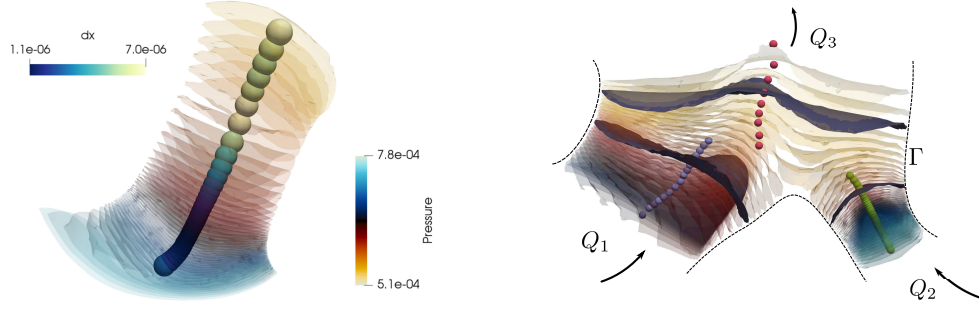 dx
1.1e-06 7.0e-06
7.8e-04
Pressure
5.1e-04
Q₃
Γ
Q₁
Q₂